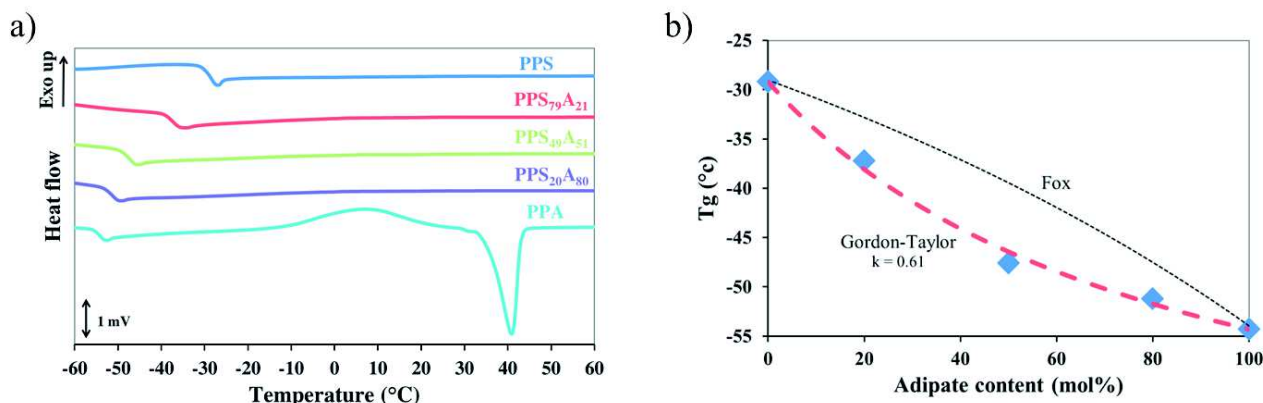 a)
Exo up
Heat flow
PPS
PPS79A21
PPS49A51
PPS20A80
PPA
1 mV
-60 -50 -40 -30 -20 -10 0 10 20 30 40 50 60
Temperature (°C)
b)
-25
-30
-35
-40
-45
-50
-55
Tg (°c)
Fox
Gordon-Taylor
k = 0.61
0 20 40 60 80 100
Adipate content (mol%)